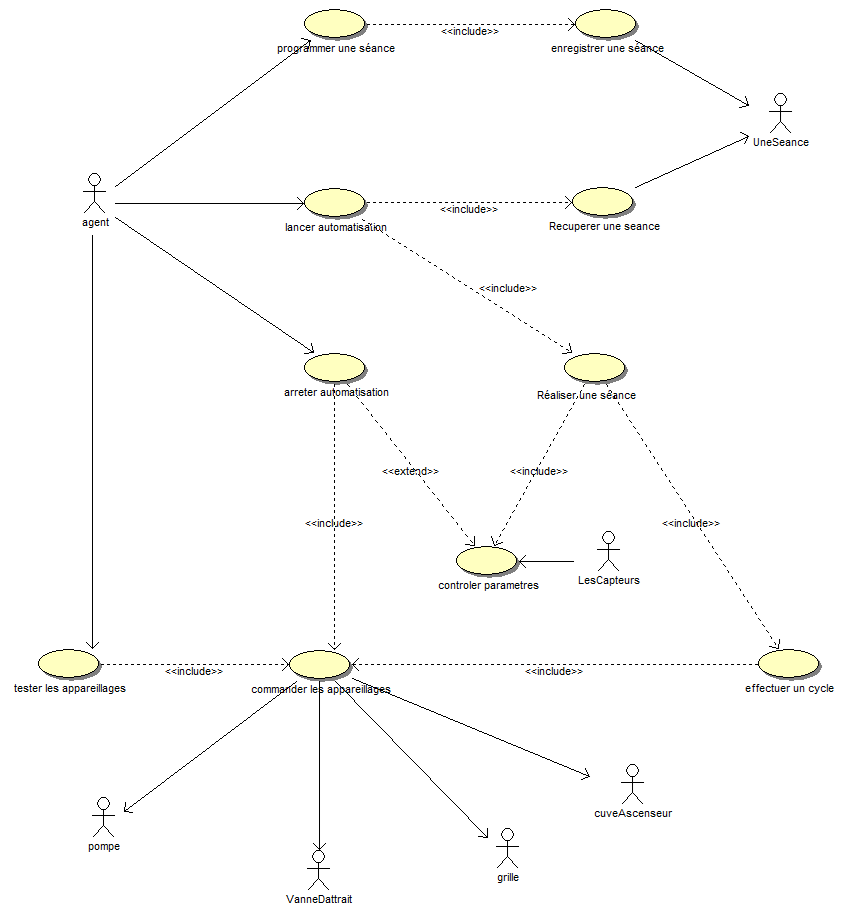 <<include>>
programmer une séance
enregistrer une séance
UneSeance
agent
<<include>>
lancer automatisation
Recuperer une seance
<<include>>
arreter automatisation
Réaliser une séance
<<extend>>
<<include>>
<<include>>
<<include>>
controler parametres
LesCapteurs
<<include>>
<<include>>
tester les appareillages
commander les appareillages
effectuer un cycle
cuveAscenseur
pompe
grille
VanneDattrait